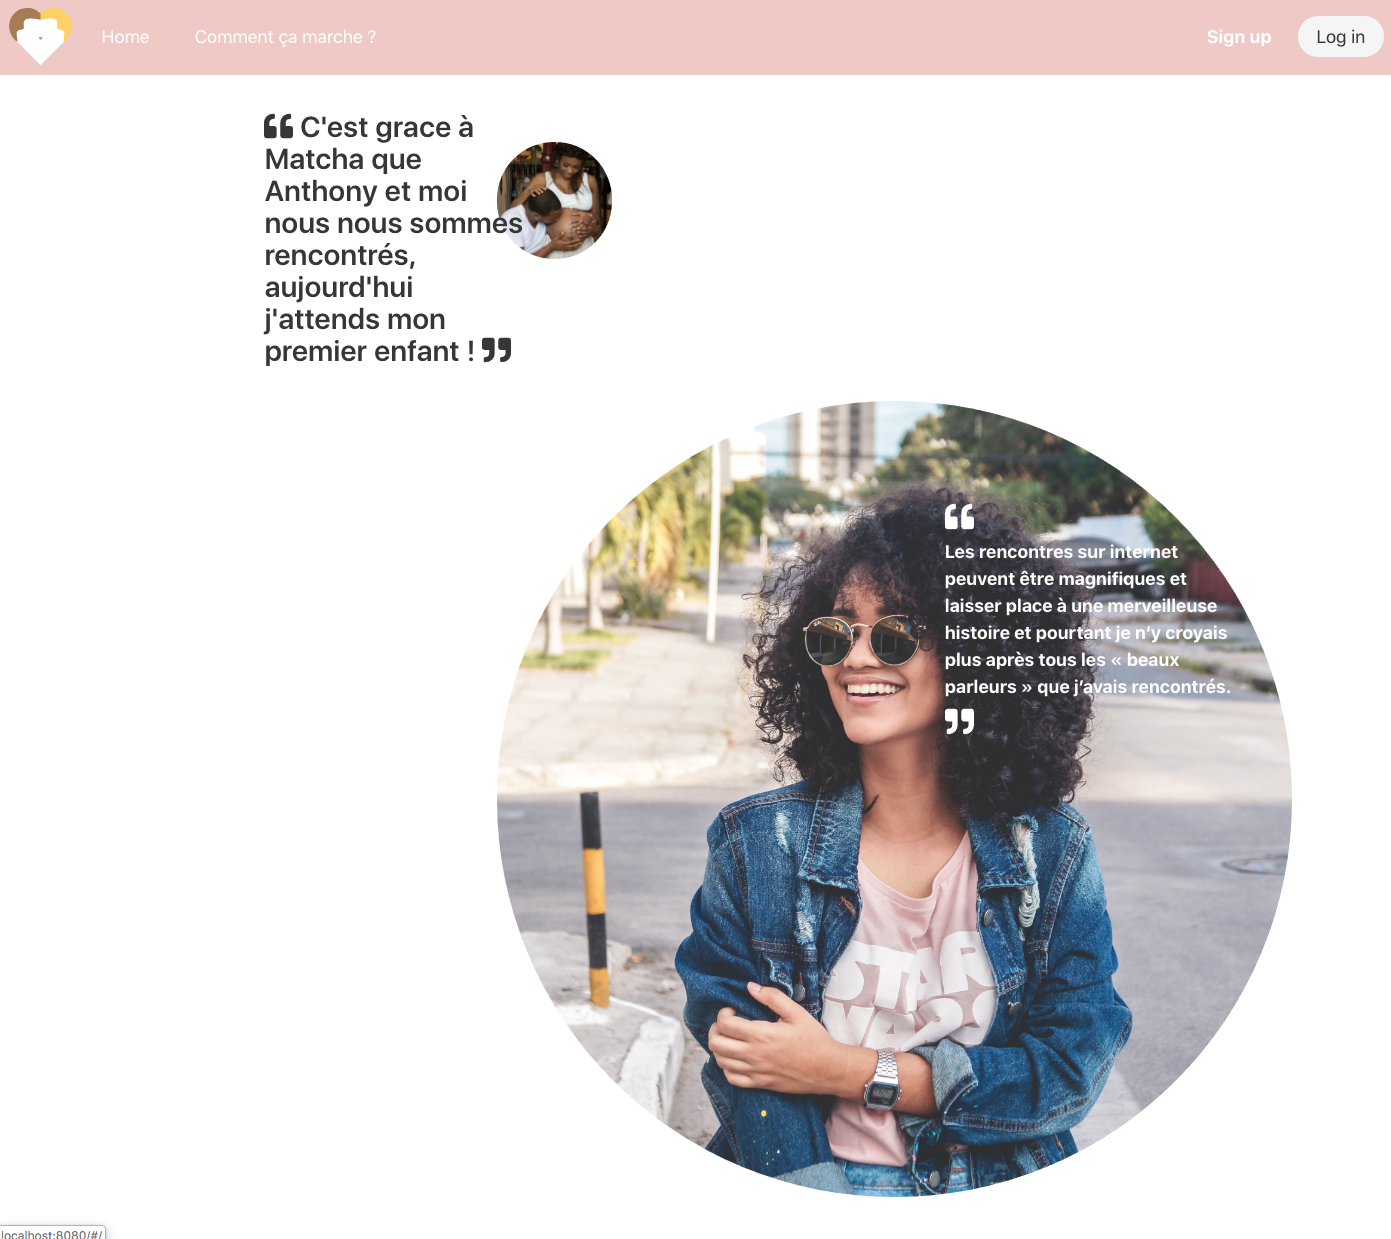 Home
Comment ça marche ?
Sign up
Log in
“ C'est grace à
Matcha que
Anthony et moi
nous nous sommes
rencontrés,
aujourd'hui
j'attends mon
premier enfant ! ”
“
Les rencontres sur internet
peuvent être magnifiques et
laisser place à une merveilleuse
histoire et pourtant je n’y croyais
plus après tous les « beaux
parleurs » que j’avais rencontrés.
”
STAR
WARS
localhost:8080/#/